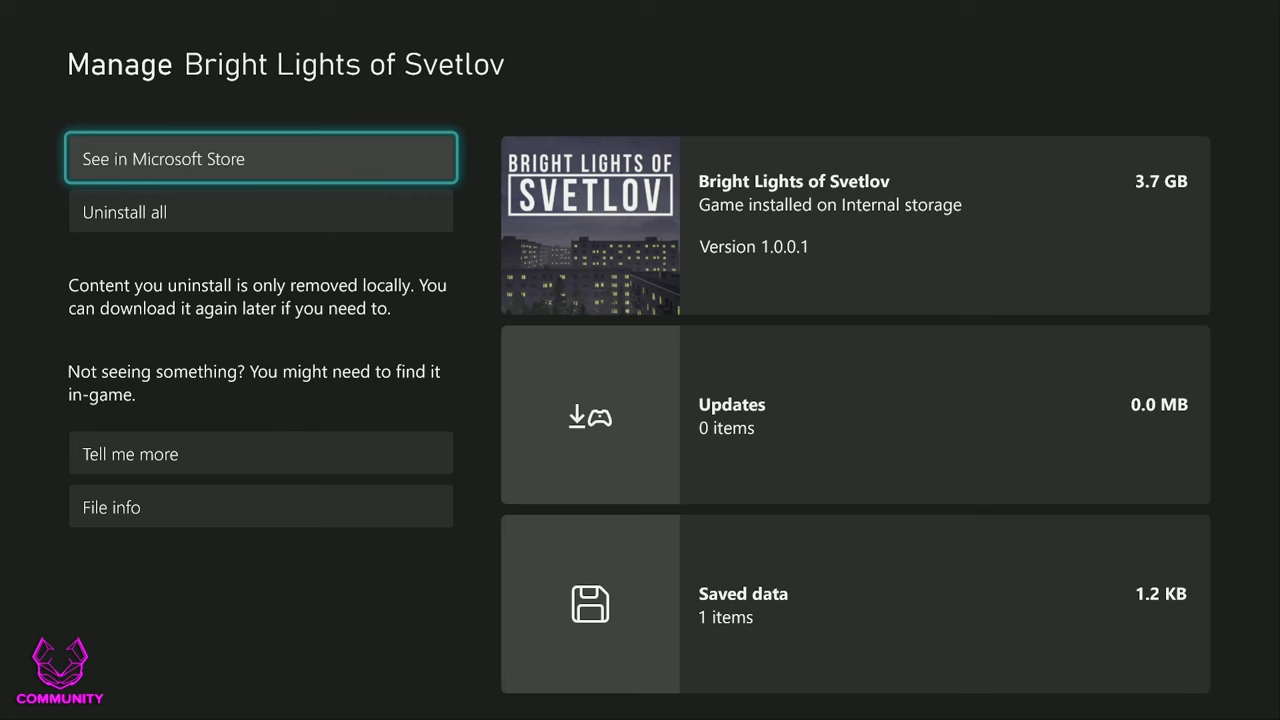 Manage Bright Lights of Svetlov
See in Microsoft Store
Uninstall all
Content you uninstall is only removed locally. You
can download it again later if you need to.
Not seeing something? You might need to find it
in-game.
Tell me more
File info
BRIGHT LIGHTS OF
SVETLOV
Bright Lights of Svetlov
3.7 GB
Game installed on Internal storage
Version 1.0.0.1
Updates
0.0 MB
0 items
Saved data
1.2 KB
1 items
COMMUNITY